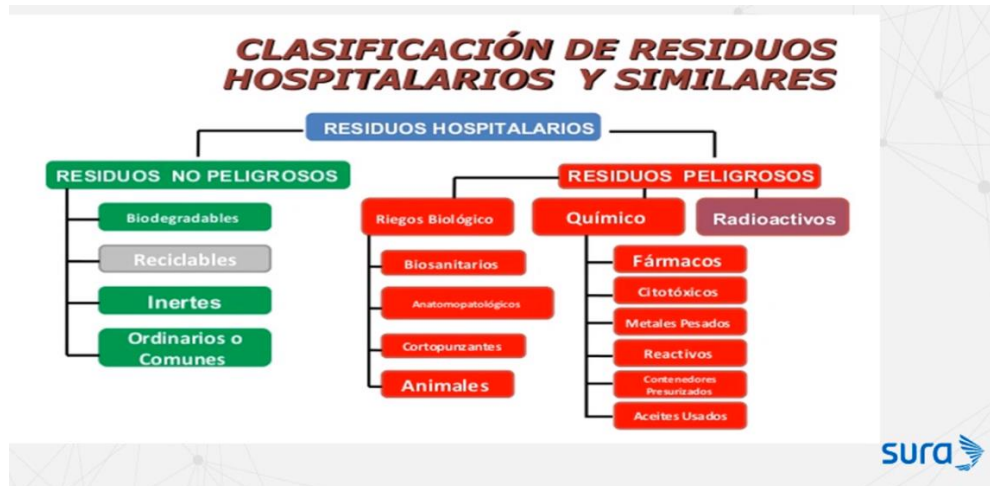 CLASIFICACIÓN DE RESIDUOS
HOSPITALARIOS Y SIMILARES
RESIDUOS HOSPITALARIOS
RESIDUOS NO PELIGROSOS
Biodegradables
Reciclables
Inertes
Ordinarios o
Comunes
RESIDUOS PELIGROSOS
Riegos Biológico
Biosanitarios
Anatomopatológicos
Cortopunzantes
Animales
Químico
Fármacos
Citotóxicos
Metales Pesados
Reactivos
Contenedores
Presurizados
Aceites Usados
Radioactivos
sura